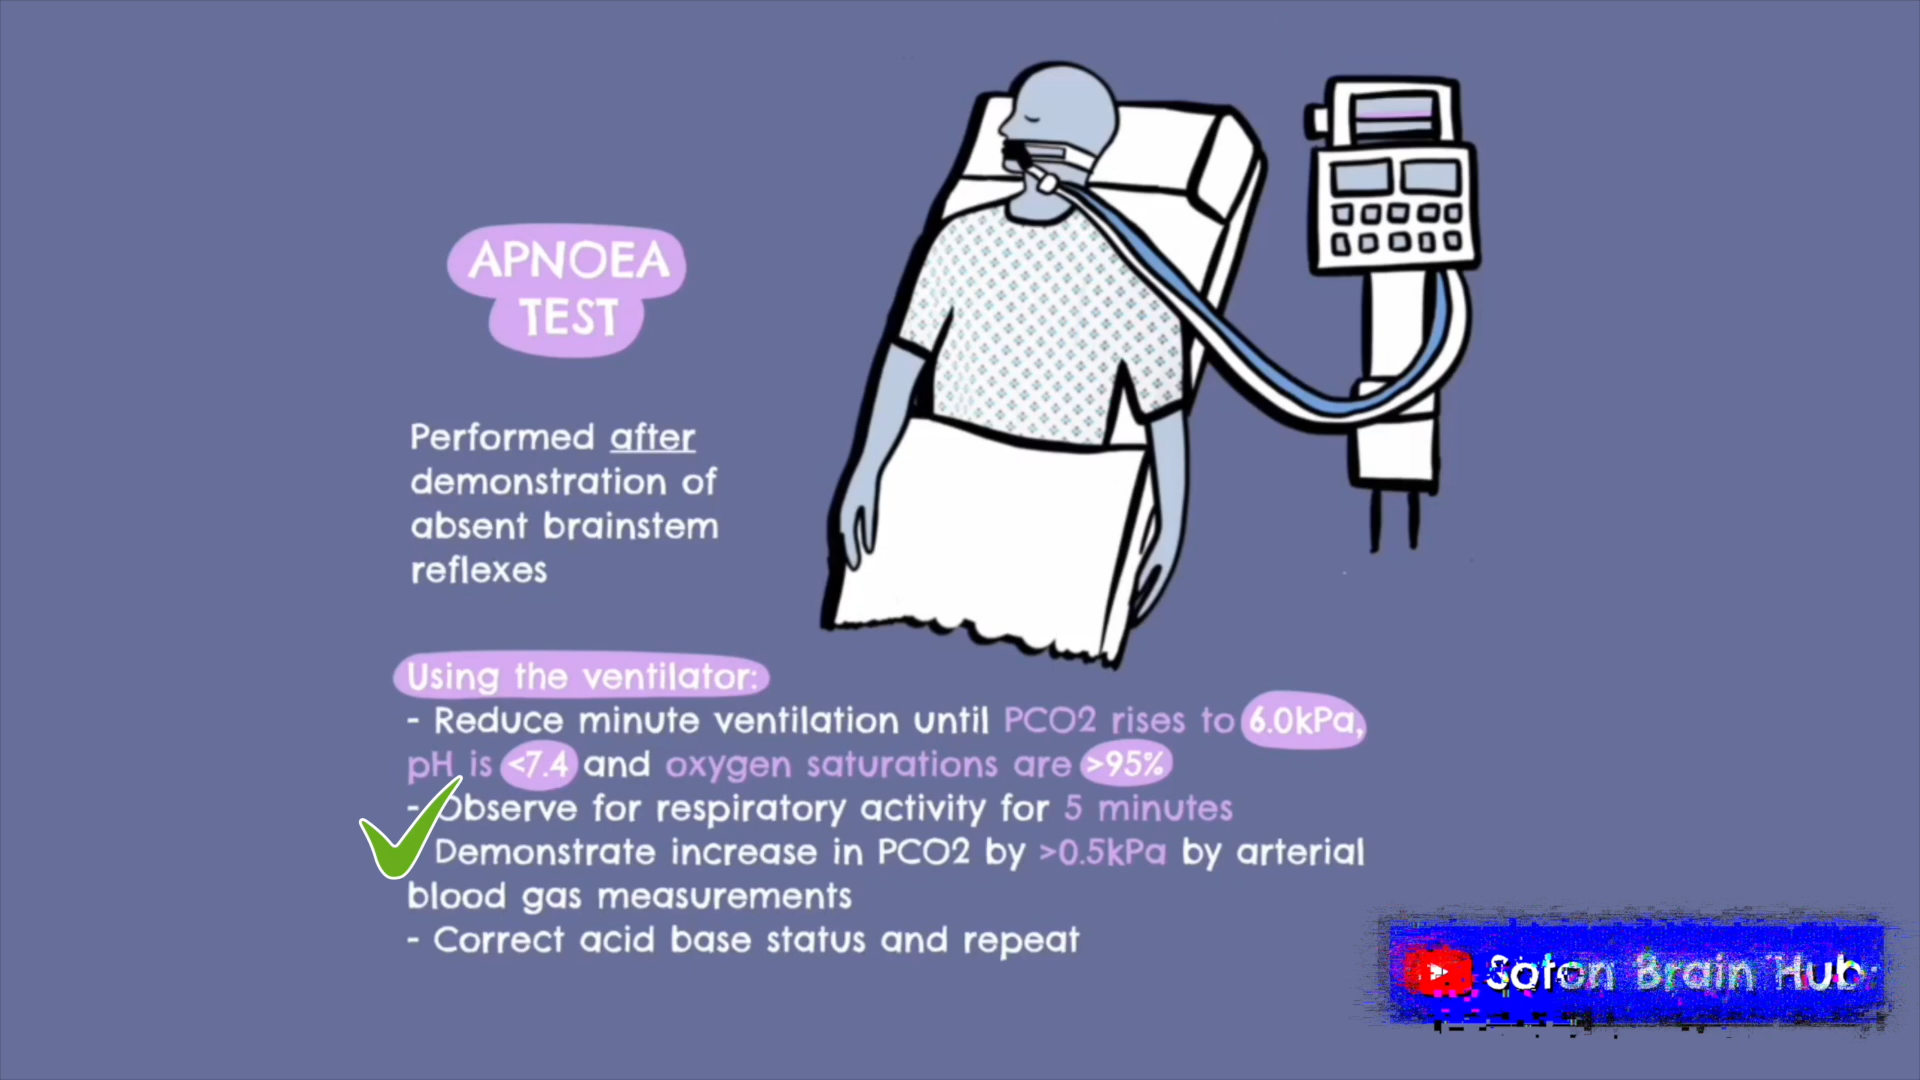 APNOEA
TEST
Performed after
demonstration of
absent brainstem
reflexes
Using the ventilator:
- Reduce minute ventilation until PCO2 rises to 6.0kPa,
pH is <7.4 and oxygen saturations are >95%
- Observe for respiratory activity for 5 minutes
Demonstrate increase in PCO2 by >0.5kPa by arterial
blood gas measurements
- Correct acid base status and repeat
Soton Brain Hub